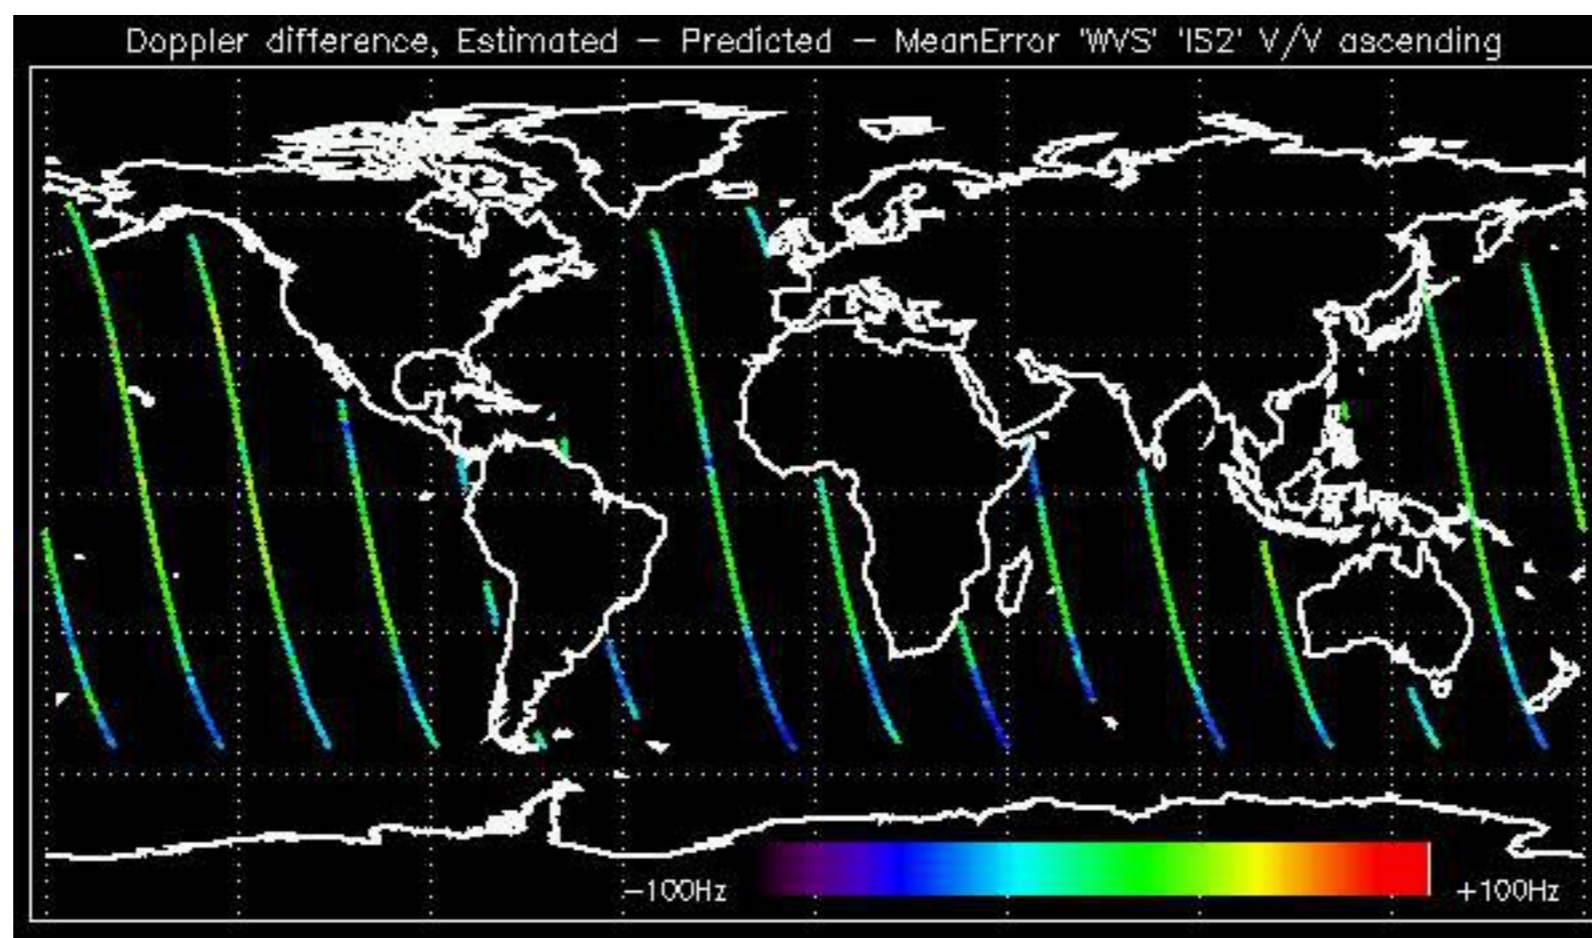 Doppler difference, Estimated – Predicted – MeanError 'WVS' 'IS2' V/V ascending
–100Hz
+100Hz